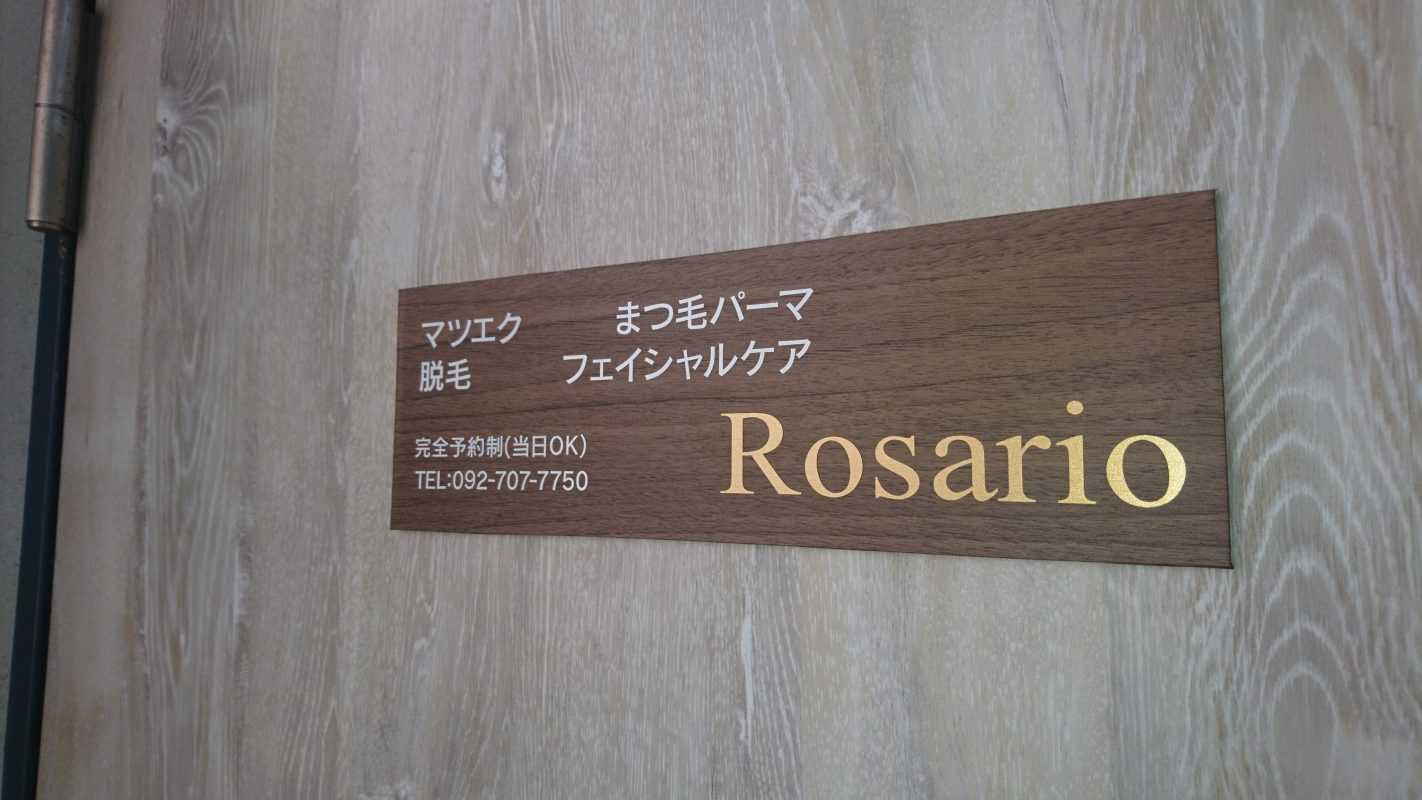 マツエク まつ毛パーマ
脱毛 フェイシャルケア
完全予約制(当日OK)
TEL:092-707-7750
Rosario